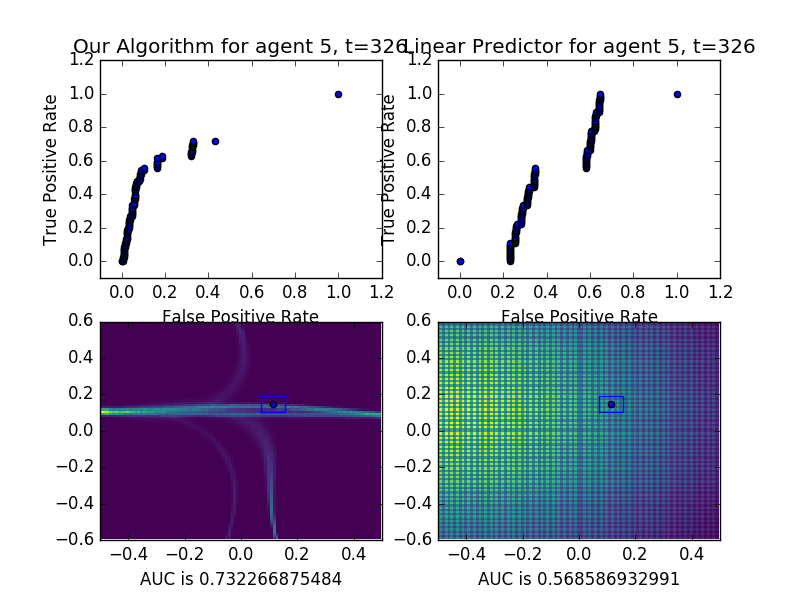 Our Algorithm for agent 5, t=326
Linear Predictor for agent 5, t=326
True Positive Rate
1.2
1.0
0.8
0.6
0.4
0.2
0.0
0.0 0.2 0.4 0.6 0.8 1.0 1.2
False Positive Rate
True Positive Rate
1.2
1.0
0.8
0.6
0.4
0.2
0.0
0.0 0.2 0.4 0.6 0.8 1.0 1.2
False Positive Rate
0.6
0.4
0.2
0.0
−0.2
−0.4
−0.6
−0.4 −0.2 0.0 0.2 0.4
AUC is 0.732266875484
0.6
0.4
0.2
0.0
−0.2
−0.4
−0.6
−0.4 −0.2 0.0 0.2 0.4
AUC is 0.568586932991